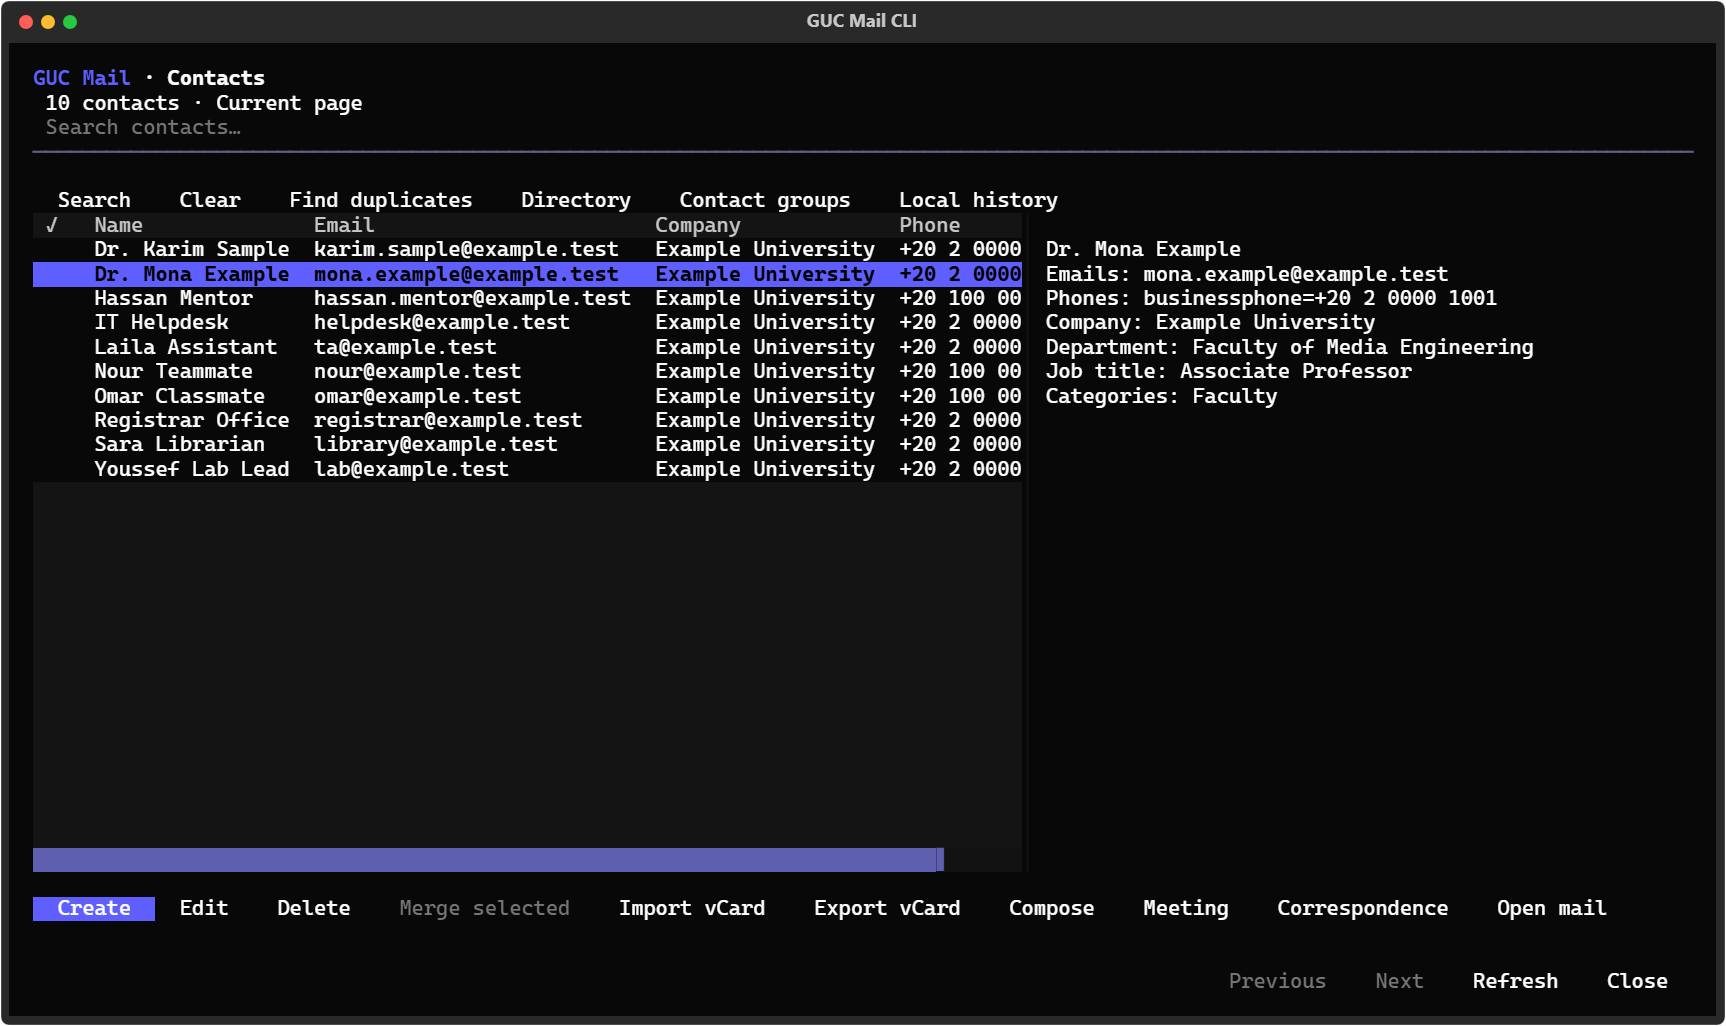 GUC Mail CLI
GUC Mail · Contacts
10 contacts · Current page
Search contacts…
Search Clear Find duplicates Directory Contact groups Local history
√ Name Email Company Phone
Dr. Karim Sample karim.sample@example.test Example University +20 2 0000
Dr. Mona Example mona.example@example.test Example University +20 2 0000
Hassan Mentor hassan.mentor@example.test Example University +20 100 00
IT Helpdesk helpdesk@example.test Example University +20 2 0000
Laila Assistant ta@example.test Example University +20 2 0000
Nour Teammate nour@example.test Example University +20 100 00
Omar Classmate omar@example.test Example University +20 100 00
Registrar Office registrar@example.test Example University +20 2 0000
Sara Librarian library@example.test Example University +20 2 0000
Youssef Lab Lead lab@example.test Example University +20 2 0000
Dr. Mona Example
Emails: mona.example@example.test
Phones: businessphone=+20 2 0000 1001
Company: Example University
Department: Faculty of Media Engineering
Job title: Associate Professor
Categories: Faculty
Create Edit Delete Merge selected Import vCard Export vCard Compose Meeting Correspondence Open mail
Previous Next Refresh Close